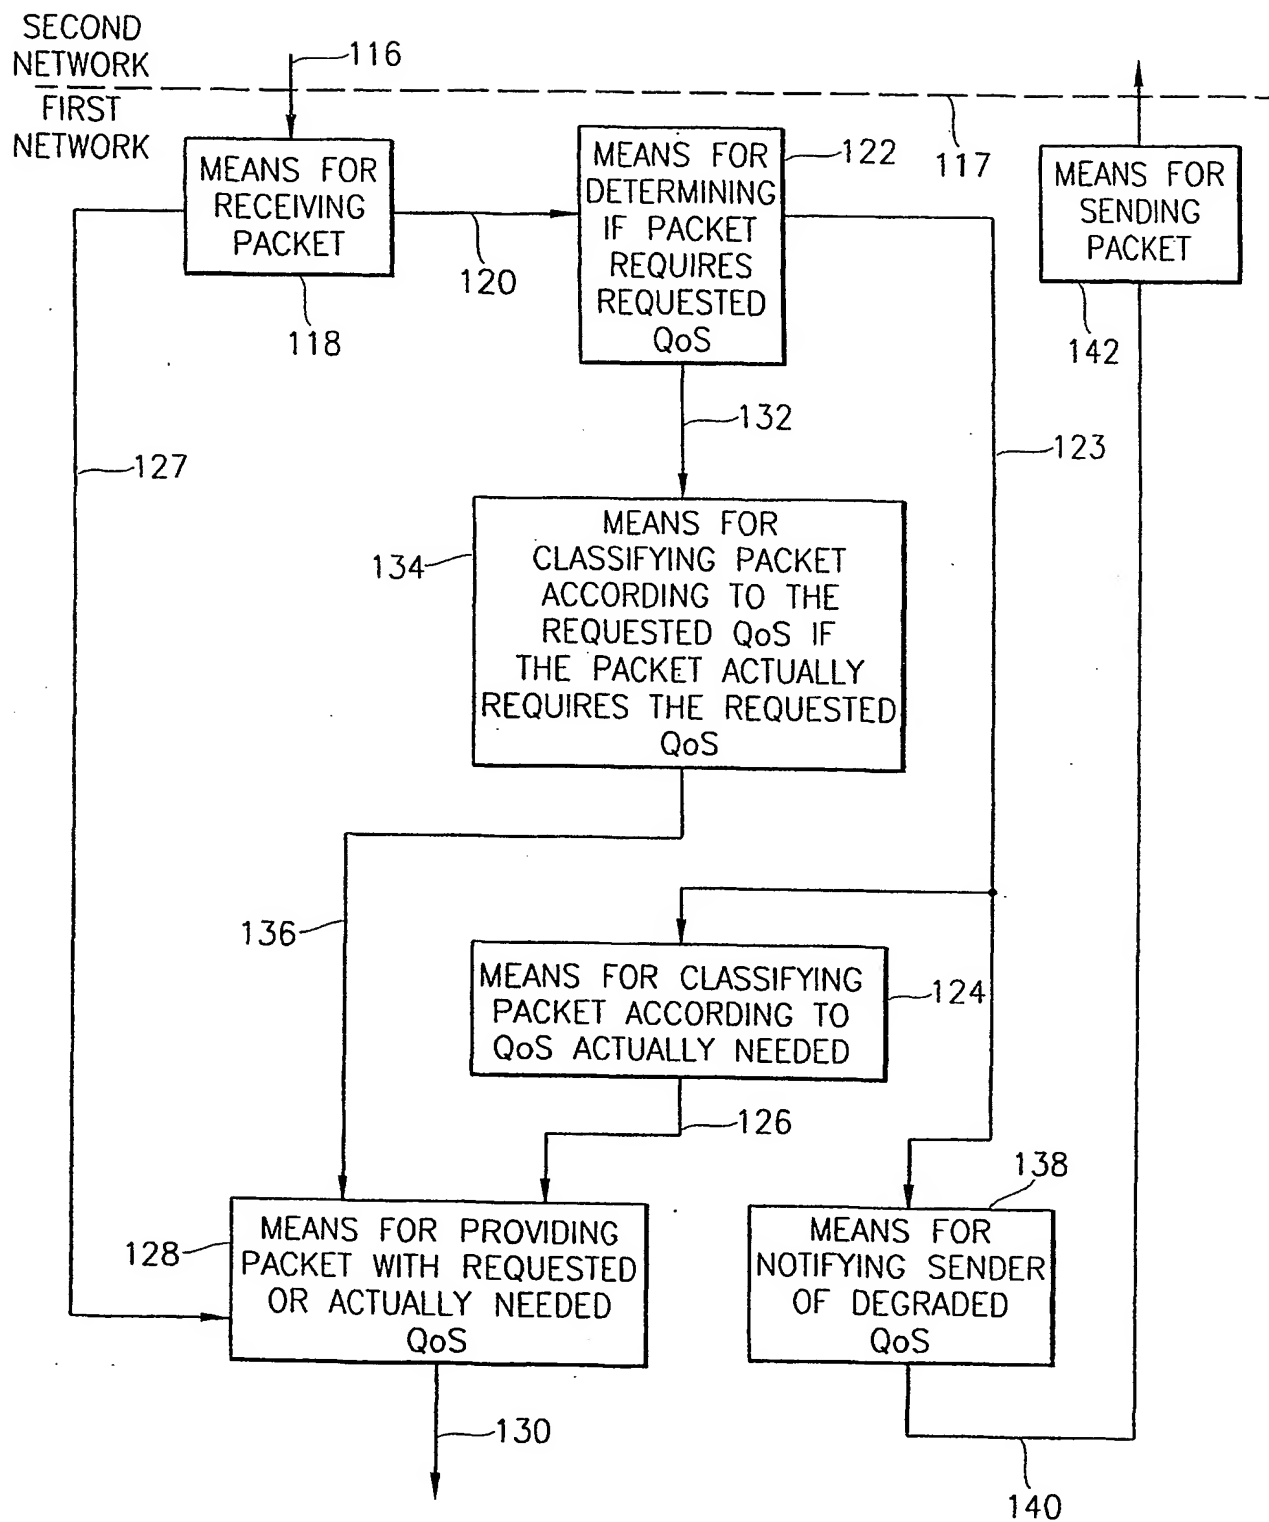 SECOND
NETWORK
116
FIRST
NETWORK
117
MEANS FOR
RECEIVING
PACKET
118
120
MEANS FOR
DETERMINING
IF PACKET
REQUIRES
REQUESTED
QoS
122
MEANS FOR
SENDING
PACKET
142
132
123
127
134
MEANS FOR
CLASSIFYING PACKET
ACCORDING TO THE
REQUESTED QoS IF
THE PACKET ACTUALLY
REQUIRES THE REQUESTED
QoS
136
MEANS FOR CLASSIFYING
PACKET ACCORDING TO
QoS ACTUALLY NEEDED
124
126
128
MEANS FOR PROVIDING
PACKET WITH REQUESTED
OR ACTUALLY NEEDED
QoS
138
MEANS FOR
NOTIFYING SENDER
OF DEGRADED
QoS
130
140